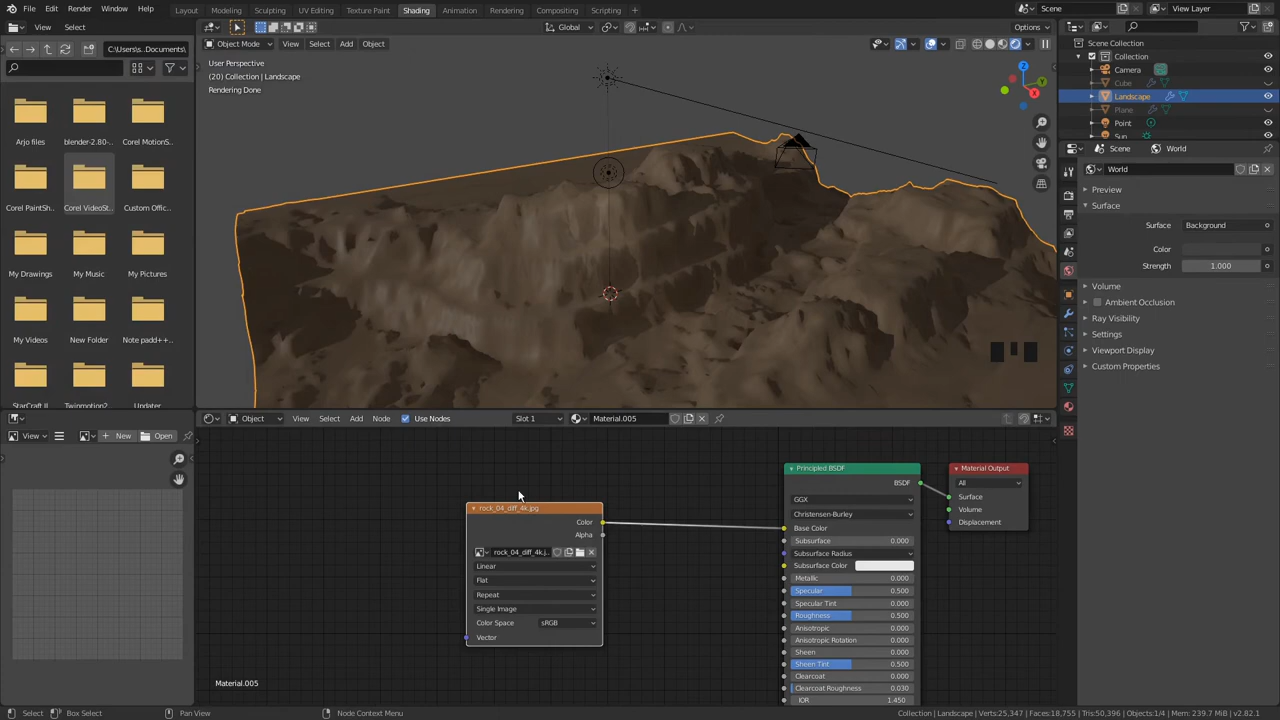 File Edit Render Window Help
Layout Modeling Sculpting UV Editing Texture Paint Shading Animation Rendering Compositing Scripting
Scene
View Layer
View Select
Global
Options
C:\Users\s..Documents\
Object Mode View Select Add Object
User Perspective
(20) Collection | Landscape
Rendering Done
Arjo files
blender-2.80-..
Corel MotionS..
Corel PaintSh..
Corel VideoSt..
Custom Offic..
My Drawings
My Music
My Pictures
My Videos
New Folder
Note padd++..
StarCraft II
Twinmotion2..
Updater
Z
Y
X
Scene Collection
Collection
Camera
Cube
Landscape
Plane
Point
Sun
Scene World
World
Preview
Surface
Surface Background
Color
Strength 1.000
Volume
Ambient Occlusion
Ray Visibility
Settings
Viewport Display
Custom Properties
View New Open
Object View Select Add Node Use Nodes Slot 1 Material.005
rock_04_diff_4k.jpg
Color
Alpha
rock_04_diff_4k.j..
Linear
Flat
Repeat
Single Image
Color Space sRGB
Vector
Principled BSDF
BSDF
GGX
Christensen-Burley
Base Color
Subsurface 0.000
Subsurface Radius
Subsurface Color
Metallic 0.000
Specular 0.500
Specular Tint 0.000
Roughness 0.500
Anisotropic 0.000
Anisotropic Rotation 0.000
Sheen 0.000
Sheen Tint 0.500
Clearcoat 0.000
Clearcoat Roughness 0.030
IOR 1.450
Material Output
All
Surface
Volume
Displacement
Material.005
Select Box Select Pan View Node Context Menu
Collection | Landscape | Verts:25,347 | Faces:18,755 | Tris:50,396 | Objects:1/4 | Mem: 239.7 MiB | v2.82.1